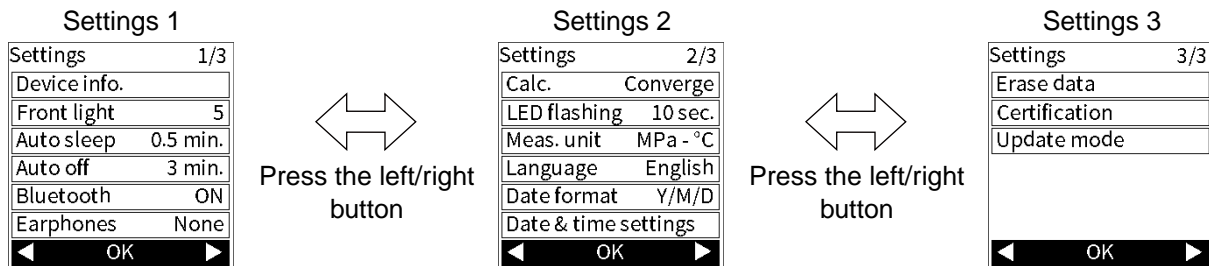 Settings 1
Settings 1/3
Device info.
Front light 5
Auto sleep 0.5 min.
Auto off 3 min.
Bluetooth ON
Earphones None
◀ OK ▶
Press the left/right
button
Settings 2
Settings 2/3
Calc. Converge
LED flashing 10 sec.
Meas. unit MPa - °C
Language English
Date format Y/M/D
Date & time settings
◀ OK ▶
Press the left/right
button
Settings 3
Settings 3/3
Erase data
Certification
Update mode
◀ OK ▶